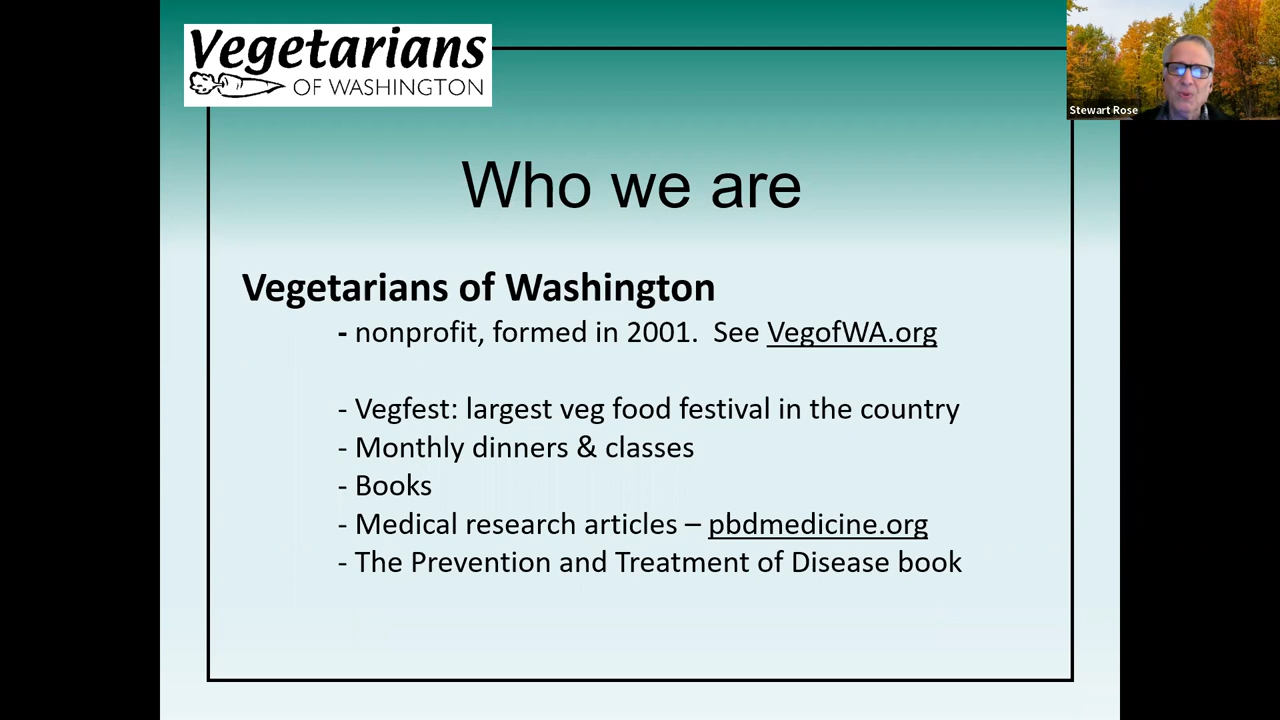 Vegetarians
OF WASHINGTON
Stewart Rose
Who we are
Vegetarians of Washington
- nonprofit, formed in 2001.  See VegofWA.org
- Vegfest: largest veg food festival in the country
- Monthly dinners & classes
- Books
- Medical research articles – pbdmedicine.org
- The Prevention and Treatment of Disease book